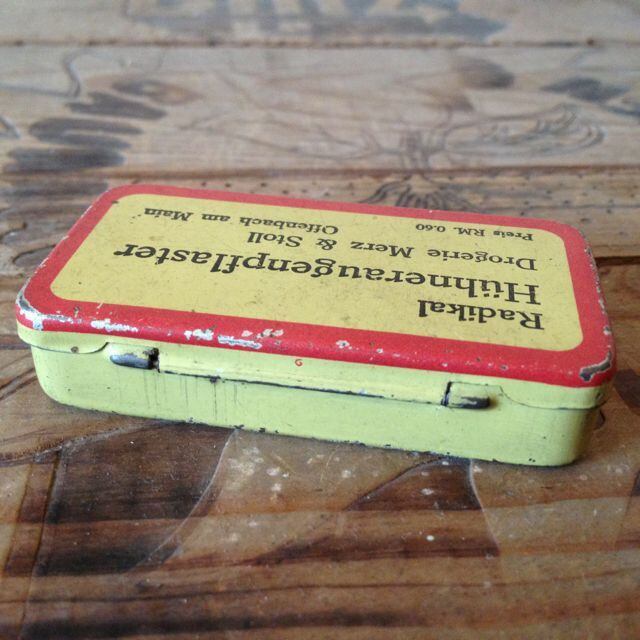 Radikal
Hühneraugenpflaster
Drogerie Merz & Stoll
Offenbach am Main
Preis RM. 0.60
G